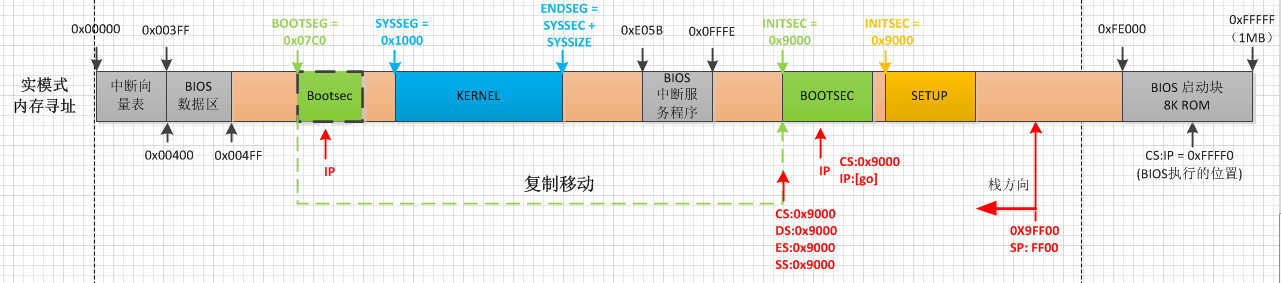 ENDSEG =
SYSSEC +
SYSSIZE
BOOTSEG =
0x07C0
SYSSEG =
0x1000
INITSEC =
0x9000
INITSEC =
0x9000
0xFFFFF
(1MB)
0x00000
0x003FF
0xE05B
0x0FFFE
0xFE000
实模式
内存寻址
中断向
量表
BIOS
数据区
Bootsec
KERNEL
BIOS
中断服
务程序
BOOTSEC
SETUP
BIOS 启动块
8K ROM
0x00400
0x004FF
IP
复制移动
IP
CS:0x9000
IP:[go]
CS:0x9000
DS:0x9000
ES:0x9000
SS:0x9000
栈方向
0X9FF00
SP: FF00
CS:IP = 0xFFFF0
(BIOS执行的位置)